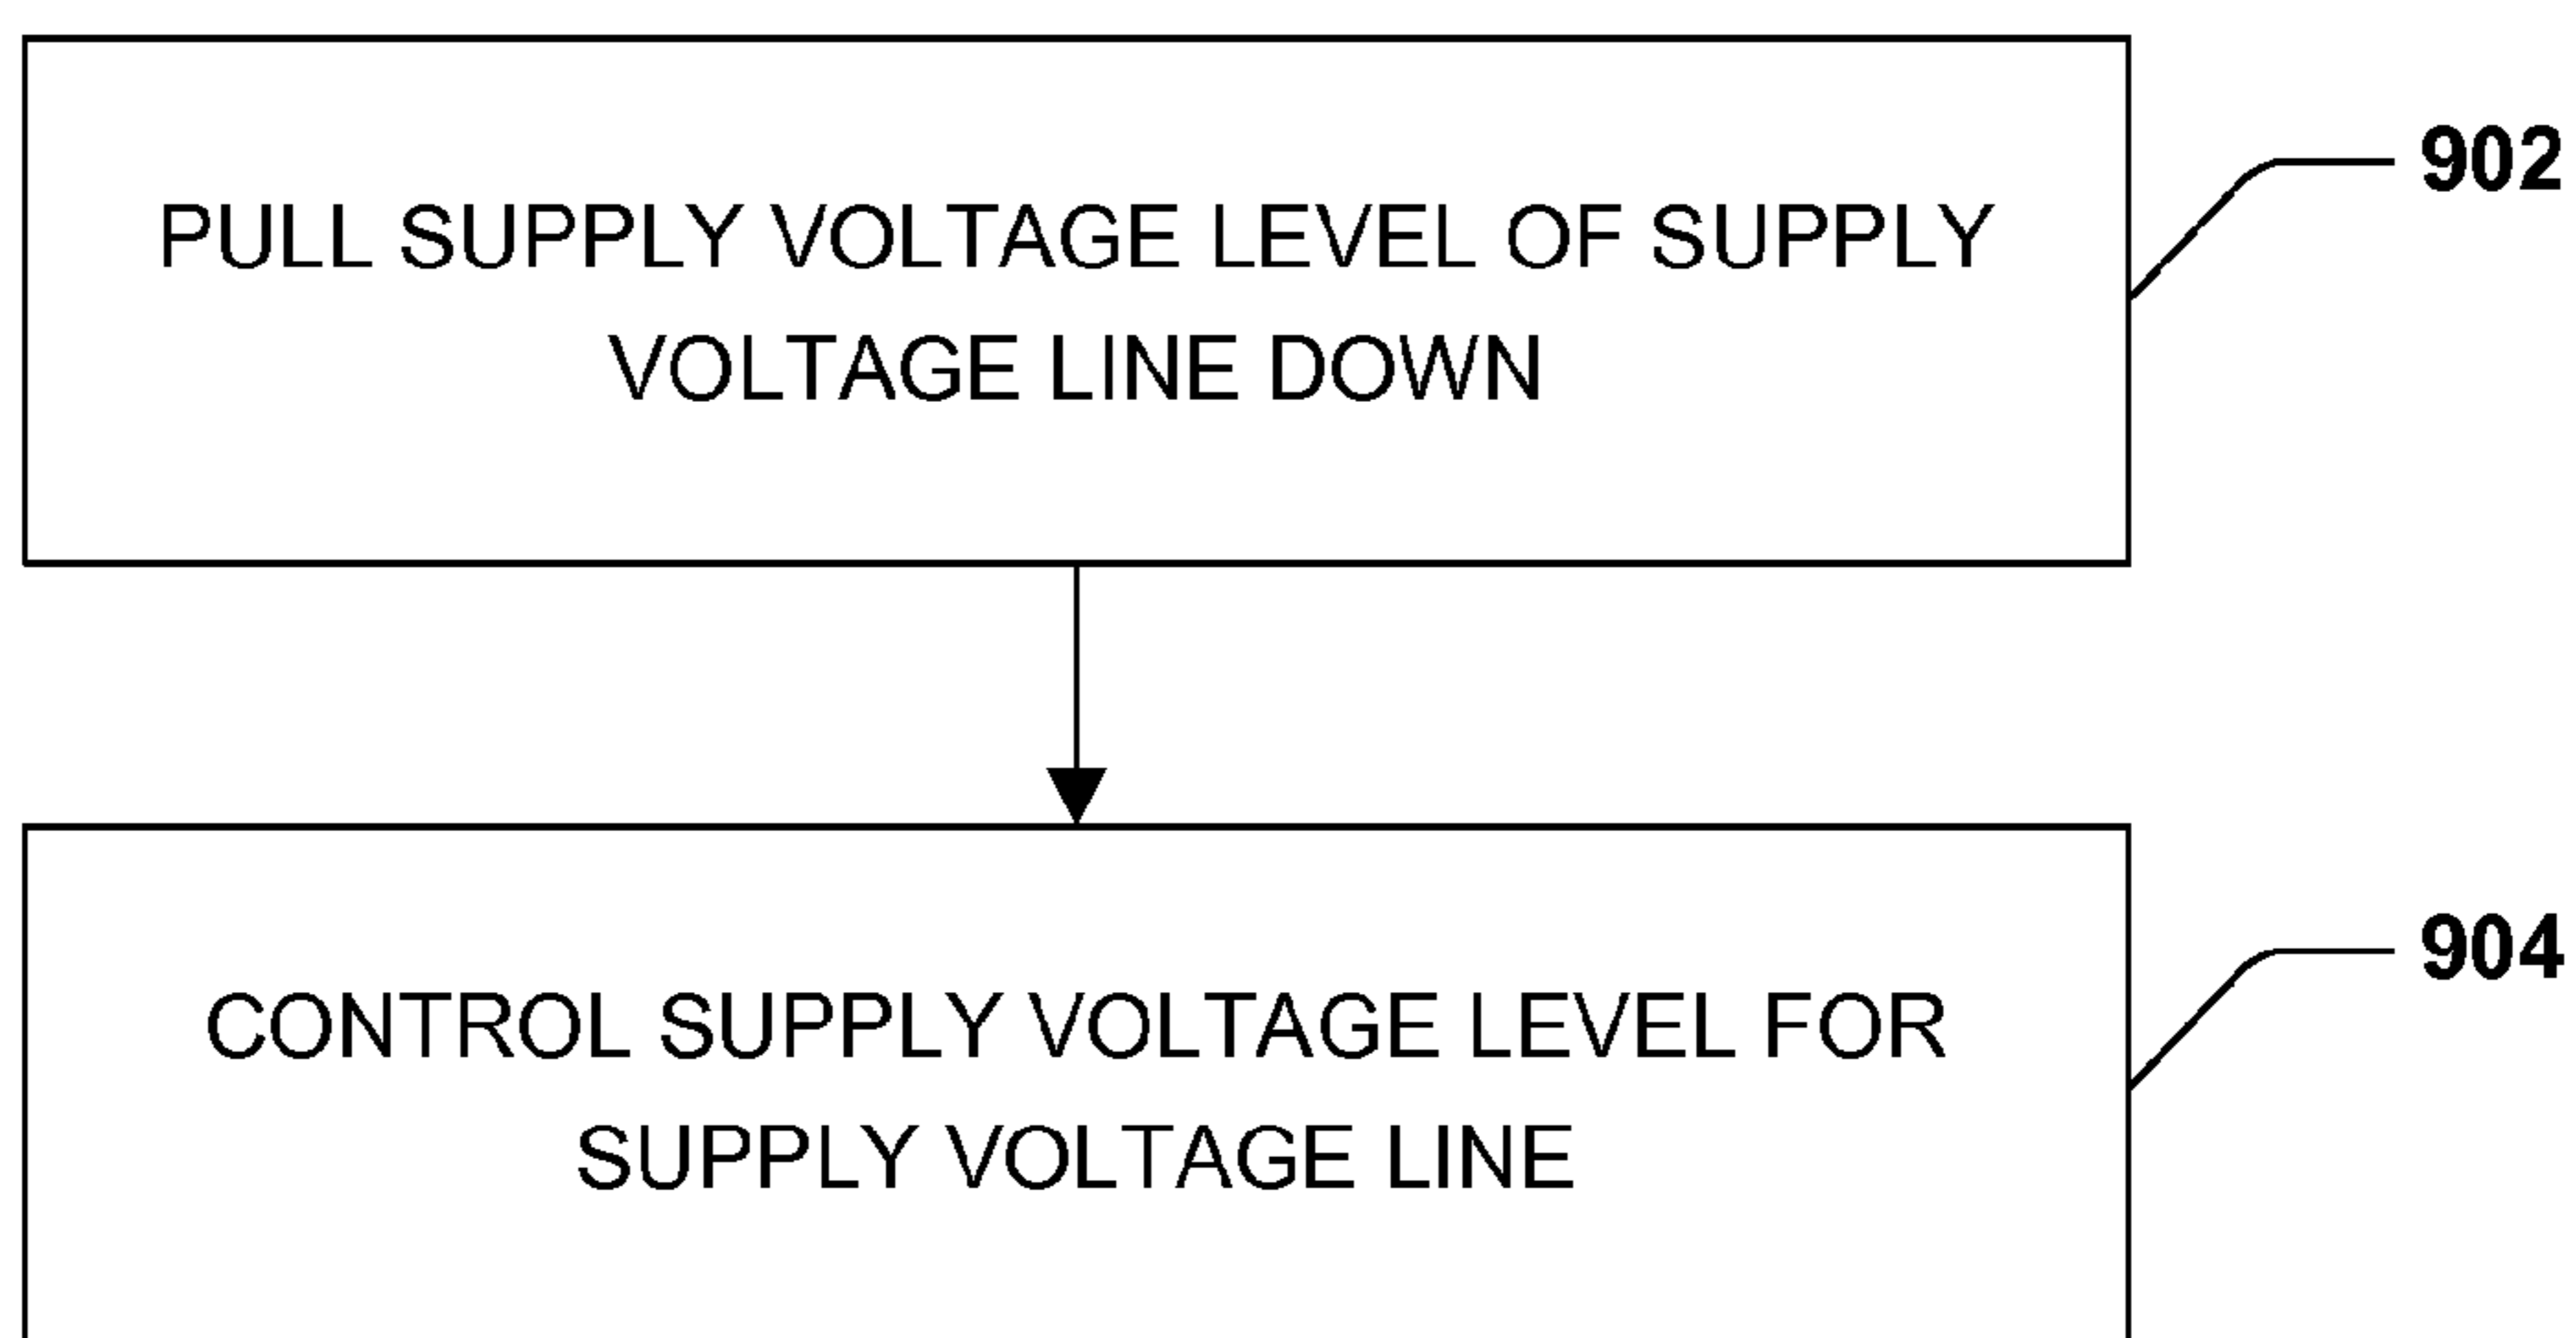 PULL SUPPLY VOLTAGE LEVEL OF SUPPLY
VOLTAGE LINE DOWN
902
CONTROL SUPPLY VOLTAGE LEVEL FOR
SUPPLY VOLTAGE LINE
904